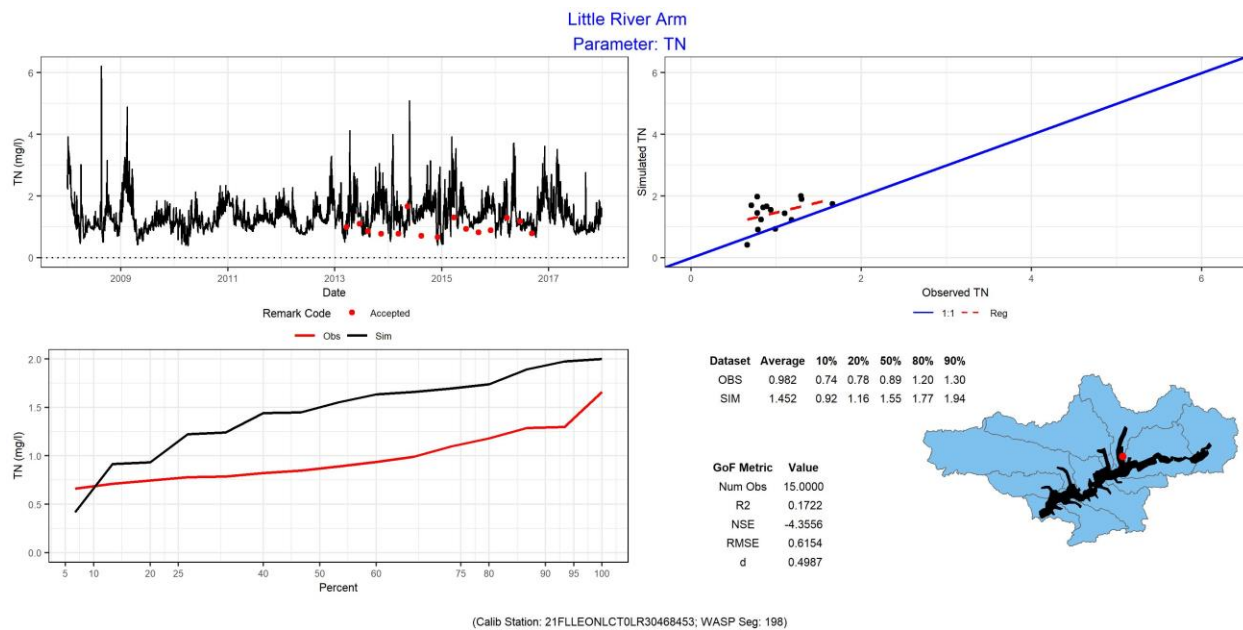 Little River Arm
Parameter: TN
TN (mg/l)
6
4
2
0
2009
2011
2013
2015
2017
Date
Remark Code
Accepted
Simulated TN
6
4
2
0
0
2
4
6
Observed TN
1:1
Reg
Obs
Sim
TN (mg/l)
2.0
1.5
1.0
0.5
0.0
5
10
20
25
40
50
60
75
80
90
95
100
Percent
Dataset Average 10% 20% 50% 80% 90%
OBS 0.982 0.74 0.78 0.89 1.20 1.30
SIM 1.452 0.92 1.16 1.55 1.77 1.94
GoF Metric Value
Num Obs 15.0000
R2 0.1722
NSE -4.3556
RMSE 0.6154
d 0.4987
(Calib Station: 21FLLEONLCT0LR30468453; WASP Seg: 198)